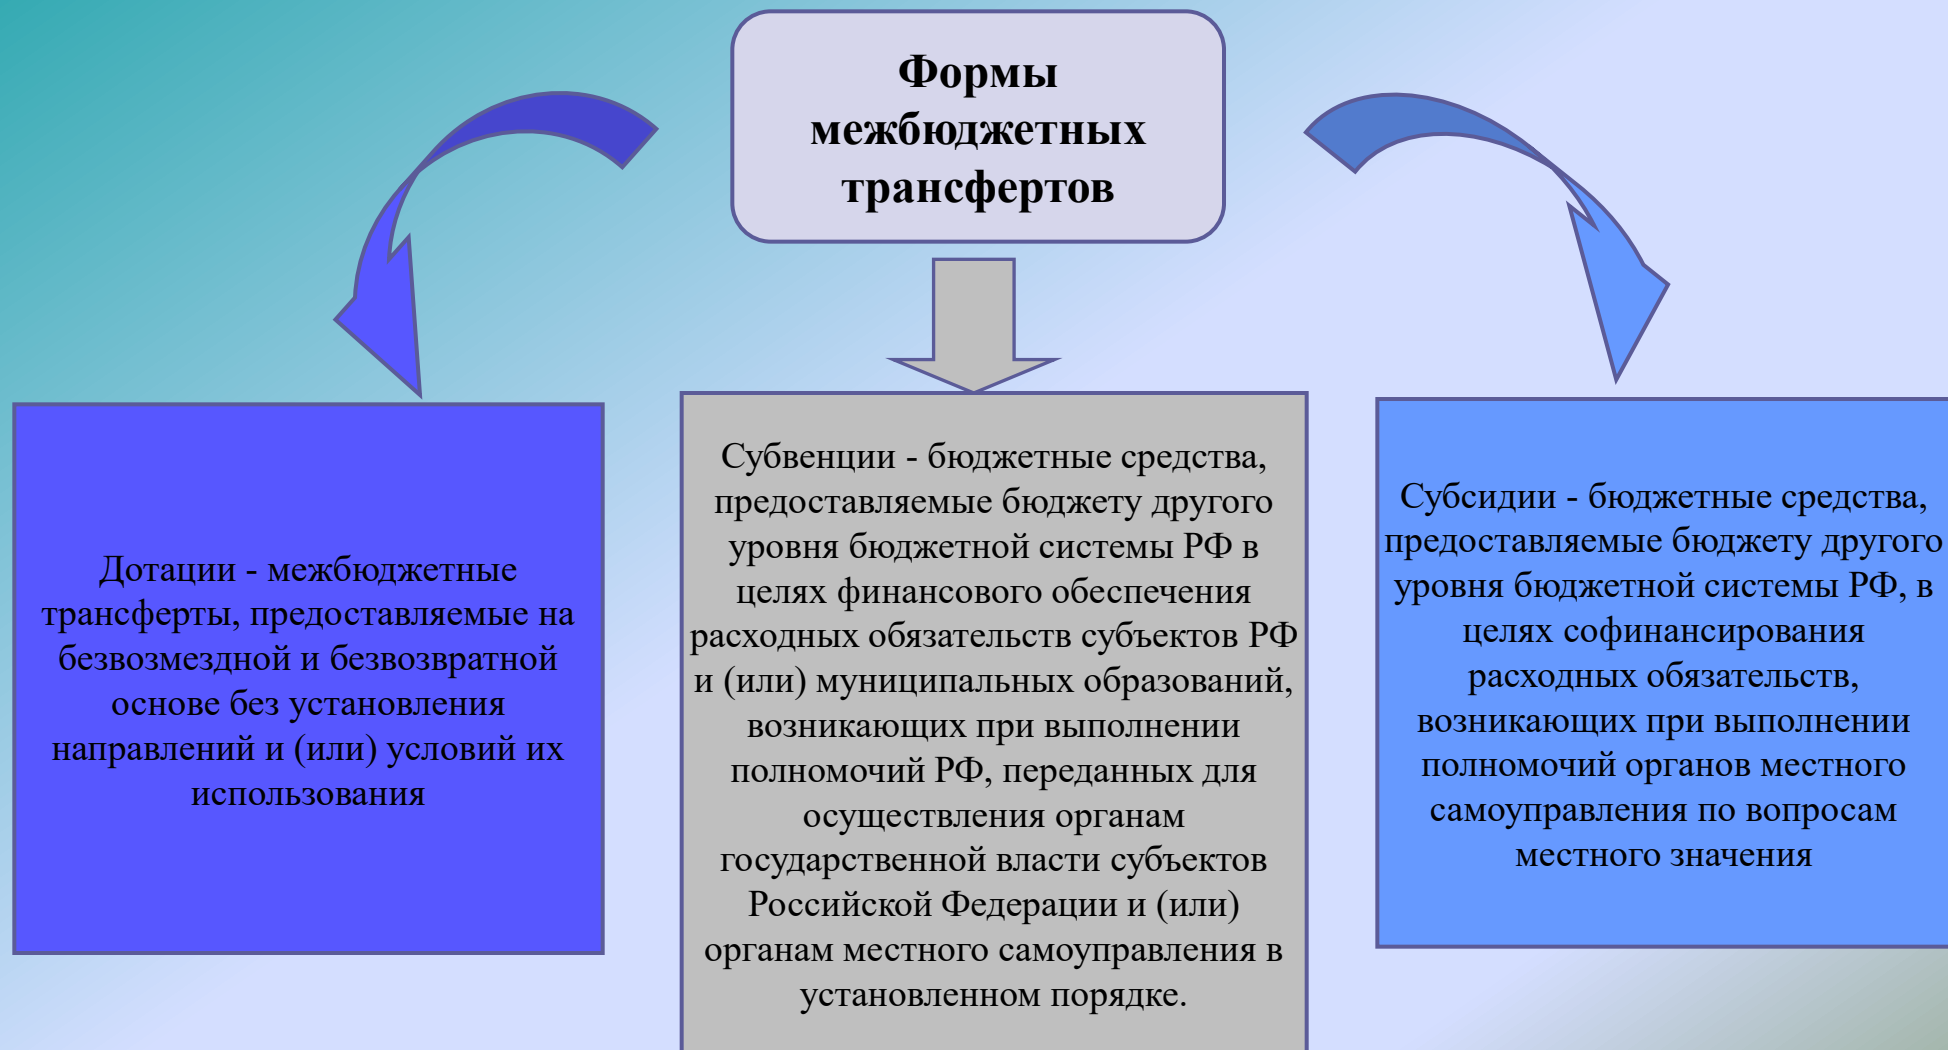 Формы
межбюджетных
трансфертов
Дотации - межбюджетные
трансферты, предоставляемые на
безвозмездной и безвозвратной
основе без установления
направлений и (или) условий их
использования
Субвенции - бюджетные средства,
предоставляемые бюджету другого
уровня бюджетной системы РФ в
целях финансового обеспечения
расходных обязательств субъектов РФ
и (или) муниципальных образований,
возникающих при выполнении
полномочий РФ, переданных для
осуществления органам
государственной власти субъектов
Российской Федерации и (или)
органам местного самоуправления в
установленном порядке.
Субсидии - бюджетные средства,
предоставляемые бюджету другого
уровня бюджетной системы РФ, в
целях софинансирования
расходных обязательств,
возникающих при выполнении
полномочий органов местного
самоуправления по вопросам
местного значения